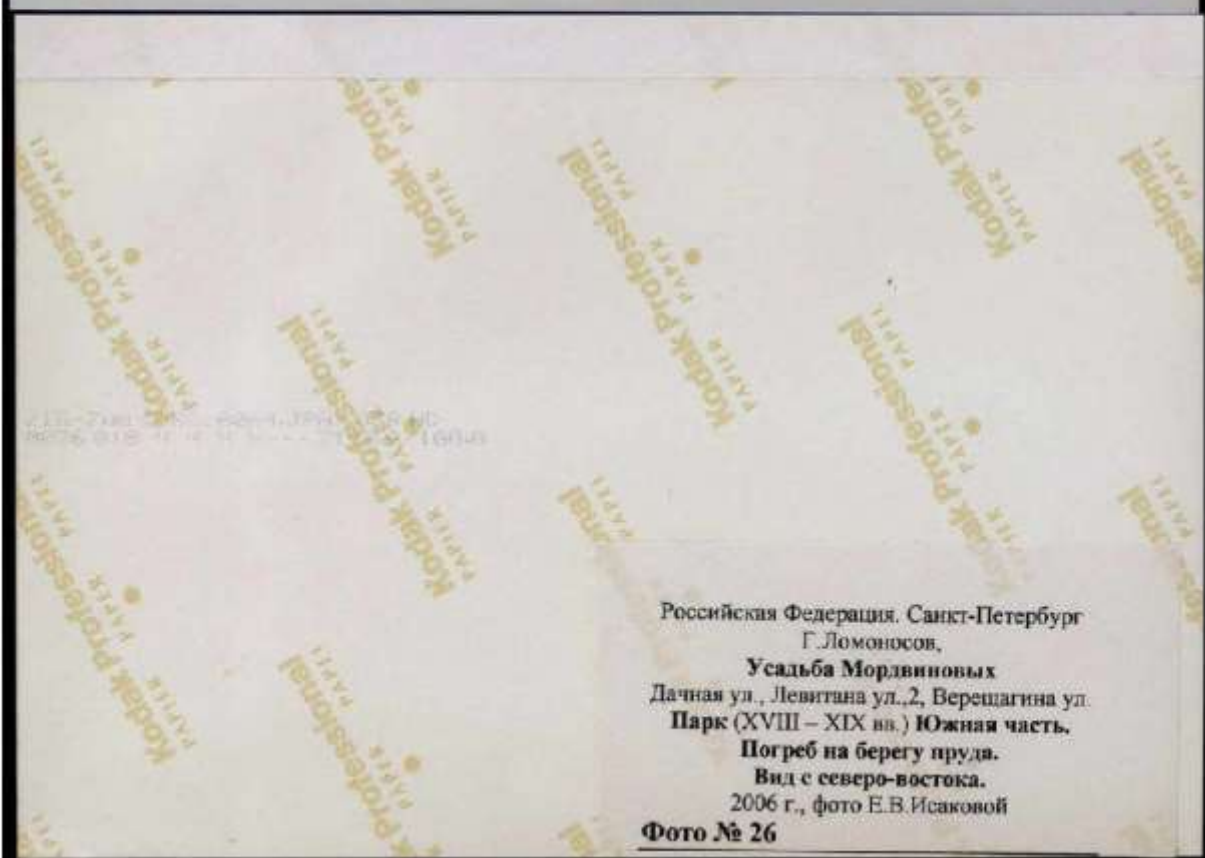 Kodak Professional
PAPIER
PAPEL
Российская Федерация. Санкт-Петербург
Г.Ломоносов,
Усадьба Мордвиновых
Дачная ул., Левитана ул.,2, Верещагина ул.
Парк (XVIII – XIX вв.) Южная часть.
Погреб на берегу пруда.
Вид с северо-востока.
2006 г., фото Е.В.Исаковой
Фото № 26